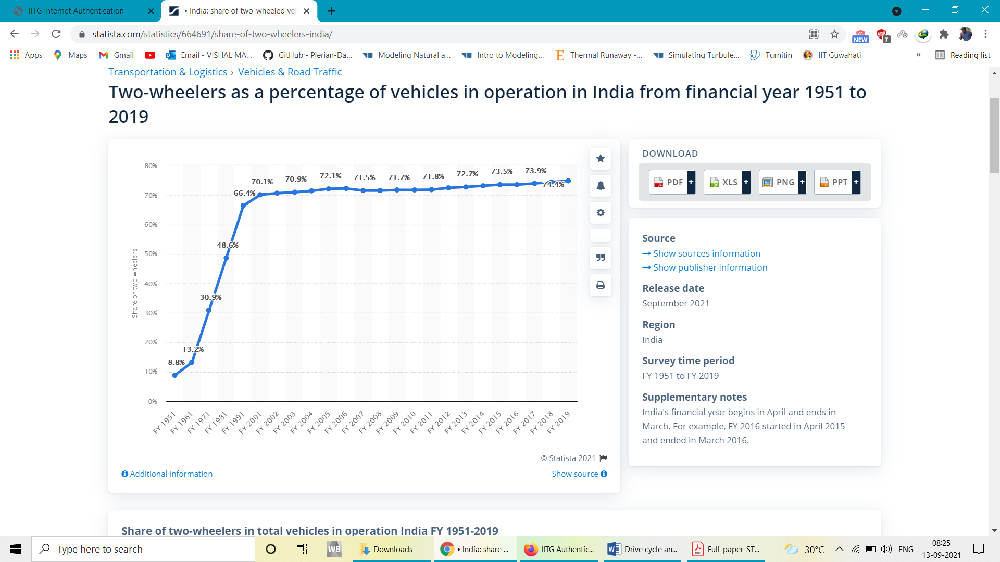 IITG Internet Authentication
• India: share of two-wheeled veh
statista.com/statistics/664691/share-of-two-wheelers-india/
NEW
7
Apps Maps Gmail Email - VISHAL MA... GitHub - Pierian-Da... Modeling Natural a... Intro to Modeling... Thermal Runaway -... Simulating Turbule... Turnitin IIT Guwahati » Reading list
Transportation & Logistics › Vehicles & Road Traffic
Two-wheelers as a percentage of vehicles in operation in India from financial year 1951 to
2019
Share of two wheelers
80%
70%
60%
50%
40%
30%
20%
10%
0%
8.8%
13.2%
30.9%
48.6%
66.4%
70.1%
70.9%
72.1%
71.5%
71.7%
71.8%
72.7%
73.5%
73.9%
74.4%
FY 1951
FY 1961
FY 1971
FY 1981
FY 1991
FY 2001
FY 2002
FY 2003
FY 2004
FY 2005
FY 2006
FY 2007
FY 2008
FY 2009
FY 2010
FY 2011
FY 2012
FY 2013
FY 2014
FY 2015
FY 2016
FY 2017
FY 2018
FY 2019
© Statista 2021
Additional Information
Show source
DOWNLOAD
PDF + XLS + PNG + PPT +
Source
Show sources information
Show publisher information
Release date
September 2021
Region
India
Survey time period
FY 1951 to FY 2019
Supplementary notes
India's financial year begins in April and ends in
March. For example, FY 2016 started in April 2015
and ended in March 2016.
Share of two-wheelers in total vehicles in operation India FY 1951-2019
Type here to search
WB
Downloads
• India: share ...
IITG Authentic...
Drive cycle an...
Full_paper_ST...
30°C
ENG
08:25
13-09-2021